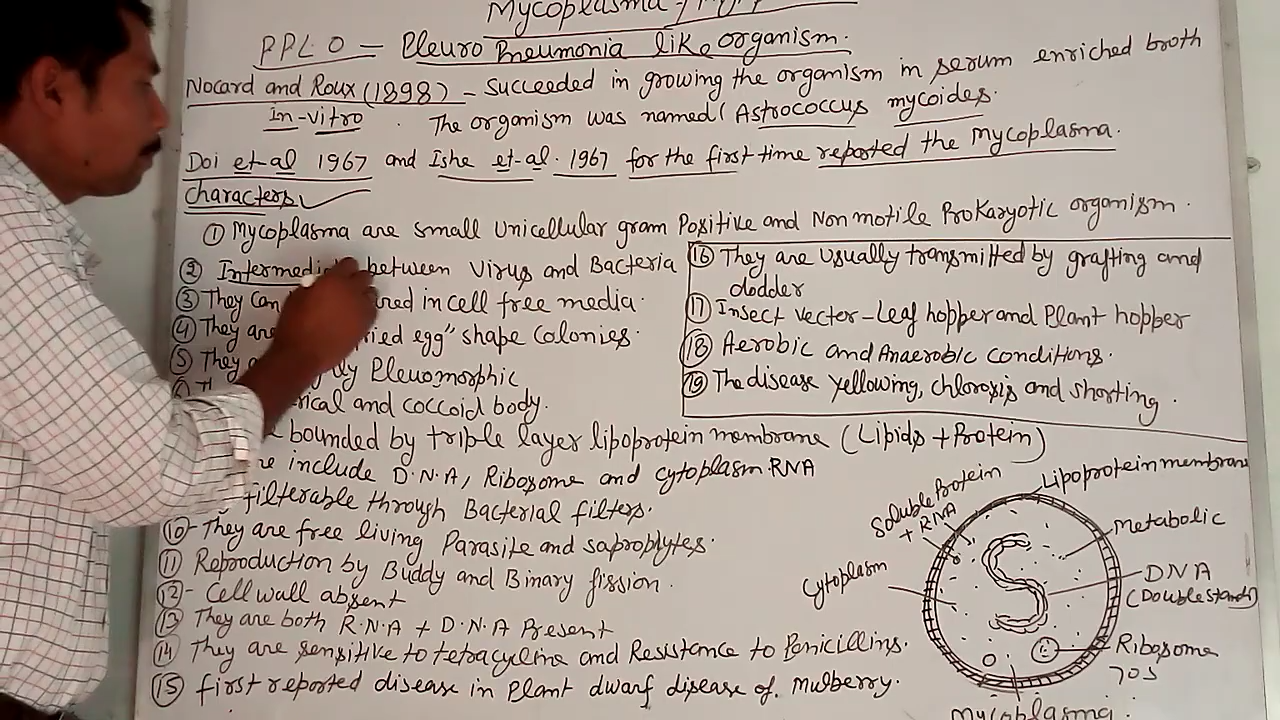 Mycoplasma -
PPLO — Pleuro Pneumonia like organism.
Nocard and Roux (1898) - Succeeded in growing the organism in serum enriched broth
In-vitro . The organism was named (Astrococcus mycoides.
Doi et-al 1967 and Ishe et-al. 1967 for the first time reported the Mycoplasma.
Characters
① Mycoplasma are small Unicellular gram Positive and Non motile Prokaryotic organism.
② between Virus and Bacteria
③ They can in cell free media.
④ They are egg" shape Colonies.
⑤ They Pleuomorphic
and coccoid body.
bounded by triple layer lipoprotein membrane (Lipids + Protein)
include D.N.A, Ribosome and cytoplasm RNA
filterable through Bacterial filters.
⑩- They are free living Parasite and saprophytes.
⑪ Reproduction by Buddy and Binary fission.
⑫- Cell wall absent
⑬ They are both R.N.A + D.N.A Present
⑭ They are sensitive to tetracycline and Resistance to Penicillins.
⑮ first reported disease in Plant dwarf disease of mulberry.
⑯ They are usually transmitted by grafting and
dodder
⑰ Insect vecter - Leaf hopper and Plant hopper
⑱ Aerobic and Anaerobic conditions.
⑲ The disease yellowing, chlorosis and shorting.
Soluble Protein
+ RNA
Lipoprotein membran
Metabolic
Cytoplasm
DNA
(Double stands)
Ribosome
70S
Mycoplasma.